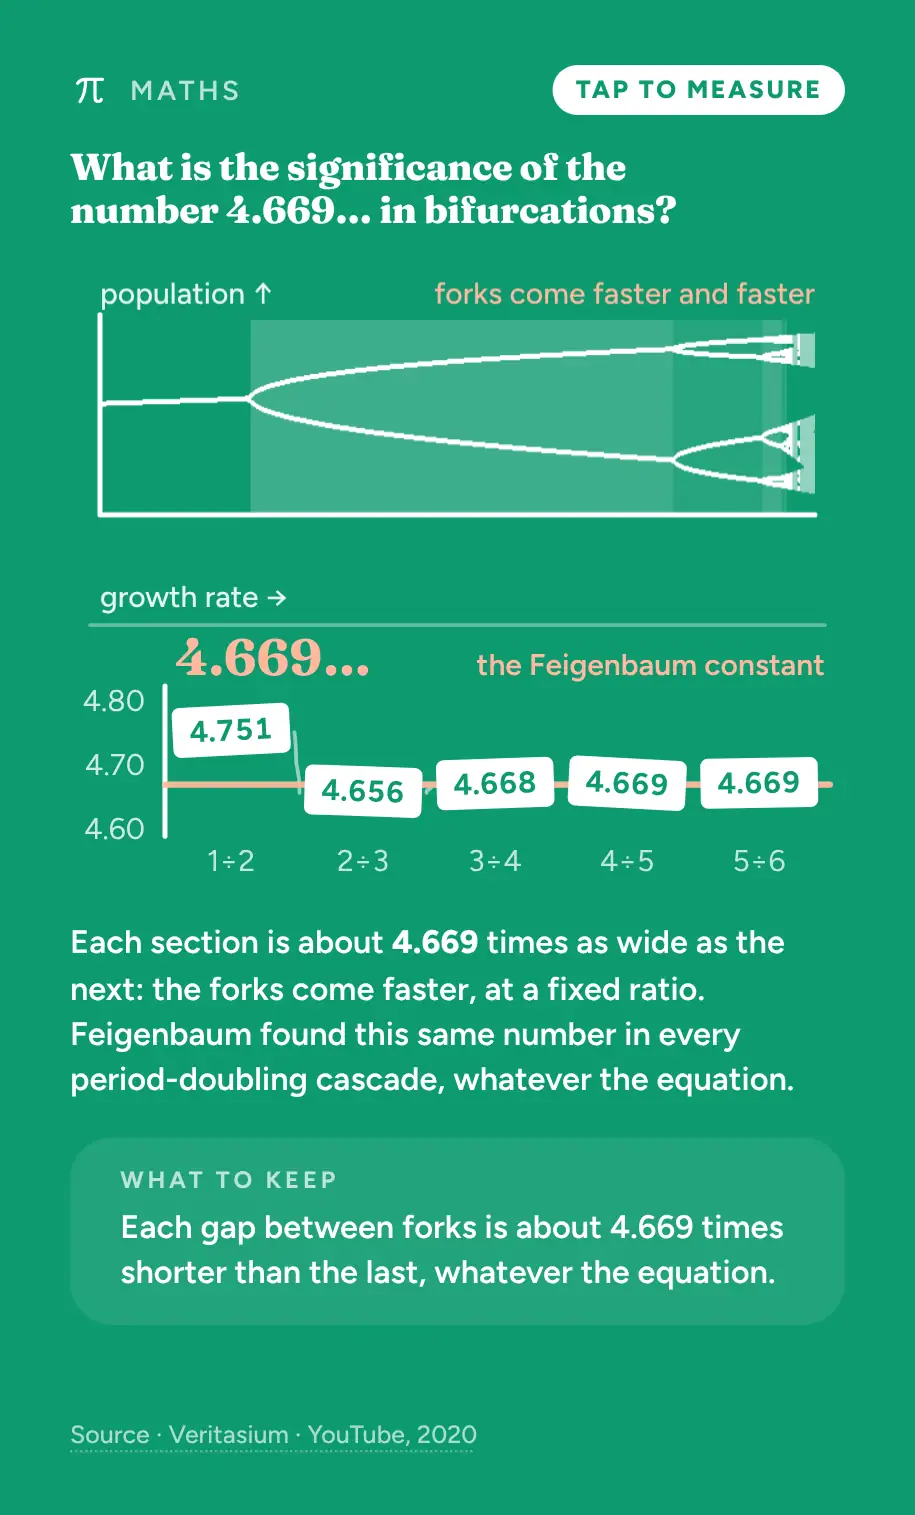 π MATHS
TAP TO MEASURE
What is the significance of the
number 4.669... in bifurcations?
population ↑
forks come faster and faster
growth rate →
4.669...
the Feigenbaum constant
4.80
4.70
4.60
4.751
4.656
4.668
4.669
4.669
1÷2
2÷3
3÷4
4÷5
5÷6
Each section is about 4.669 times as wide as the
next: the forks come faster, at a fixed ratio.
Feigenbaum found this same number in every
period-doubling cascade, whatever the equation.
WHAT TO KEEP
Each gap between forks is about 4.669 times
shorter than the last, whatever the equation.
Source · Veritasium · YouTube, 2020